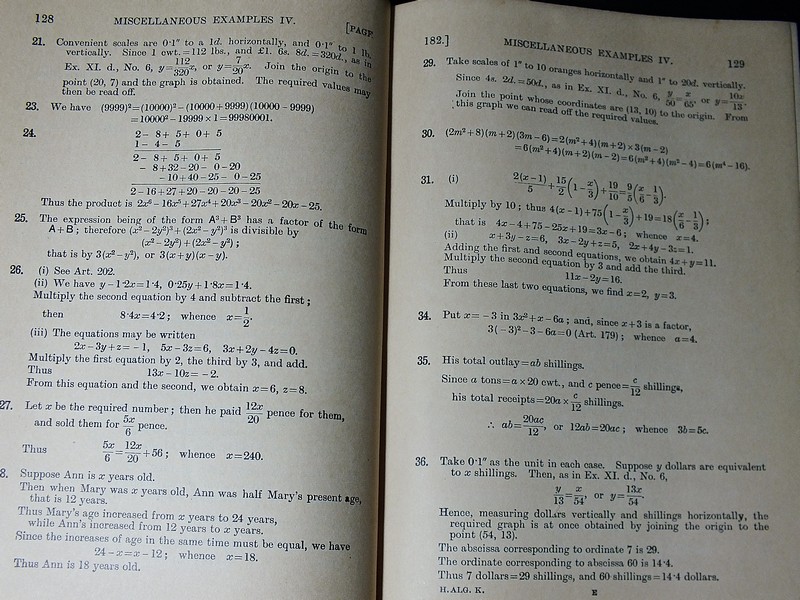 128 MISCELLANEOUS EXAMPLES IV. [PAGE
21. Convenient scales are 0·1" to a 1d. horizontally, and 0·1" to 1 lb.
vertically. Since 1 cwt.=112 lbs., and £1. 6s. 8d.=320d., as in
Ex. XI. d., No. 6, y=112/320 x, or y=7/20 x. Join the origin to the
point (20, 7) and the graph is obtained. The required values may
then be read off.
23. We have (9999)²=(10000)²−(10000+9999)(10000−9999)
=10000²−19999×1=99980001.
24. 2− 8+ 5+ 0+ 5
1− 4− 5
2− 8+ 5+ 0+ 5
− 8+32−20− 0−20
−10+40−25− 0−25
2−16+27+20−20−20−25
Thus the product is 2x⁶−16x⁵+27x⁴+20x³−20x²−20x−25.
25. The expression being of the form A³+B³ has a factor of the form
A+B; therefore (x²−2y²)³+(2x²−y²)³ is divisible by
(x²−2y²)+(2x²−y²);
that is by 3(x²−y²), or 3(x+y)(x−y).
26. (i) See Art. 202.
(ii) We have y−1·2x=1·4, 0·25y+1·8x=1·4.
Multiply the second equation by 4 and subtract the first;
then 8·4x=4·2; whence x=1/2.
(iii) The equations may be written
2x−3y+z=−1, 5x−3z=6, 3x+2y−4z=0.
Multiply the first equation by 2, the third by 3, and add.
Thus 13x−10z=−2.
From this equation and the second, we obtain x=6, z=8.
27. Let x be the required number; then he paid 12x/20 pence for them,
and sold them for 5x/6 pence.
Thus 5x/6=12x/20+56; whence x=240.
8. Suppose Ann is x years old.
Then when Mary was x years old, Ann was half Mary's present age,
that is 12 years.
Thus Mary's age increased from x years to 24 years,
while Ann's increased from 12 years to x years.
Since the increases of age in the same time must be equal, we have
24−x=x−12; whence x=18.
Thus Ann is 18 years old.
182.] MISCELLANEOUS EXAMPLES IV. 129
29. Take scales of 1" to 10 oranges horizontally and 1" to 20d. vertically.
Since 4s. 2d.=50d., as in Ex. XI. d., No. 6, y/50=x/65, or y=10x/13.
Join the point whose coordinates are (13, 10) to the origin. From
this graph we can read off the required values.
30. (2m²+8)(m+2)(3m−6)=2(m²+4)(m+2)×3(m−2)
=6(m²+4)(m+2)(m−2)=6(m²+4)(m²−4)=6(m⁴−16).
31. (i) 2(x−1)/5+15/2(1−x/3)+19/10=9/5(x/6−1/3).
Multiply by 10; thus 4(x−1)+75(1−x/3)+19=18(x/6−1/3);
that is 4x−4+75−25x+19=3x−6; whence x=4.
(ii) x+3y−z=6, 3x−2y+z=5, 2x+4y−3z=1.
Adding the first and second equations, we obtain 4x+y=11.
Multiply the second equation by 3 and add the third.
Thus 11x−2y=16.
From these last two equations, we find x=2, y=3.
34. Put x=−3 in 3x²+x−6a; and, since x+3 is a factor,
3(−3)²−3−6a=0 (Art. 179); whence a=4.
35. His total outlay=ab shillings.
Since a tons=a×20 cwt., and c pence=c/12 shillings,
his total receipts=20a×c/12 shillings.
∴ ab=20ac/12, or 12ab=20ac; whence 3b=5c.
36. Take 0·1" as the unit in each case. Suppose y dollars are equivalent
to x shillings. Then, as in Ex. XI. d., No. 6,
y/13=x/54, or y=13x/54.
Hence, measuring dollars vertically and shillings horizontally, the
required graph is at once obtained by joining the origin to the
point (54, 13).
The abscissa corresponding to ordinate 7 is 29.
The ordinate corresponding to abscissa 60 is 14·4.
Thus 7 dollars=29 shillings, and 60 shillings=14·4 dollars.
H. ALG. K. E